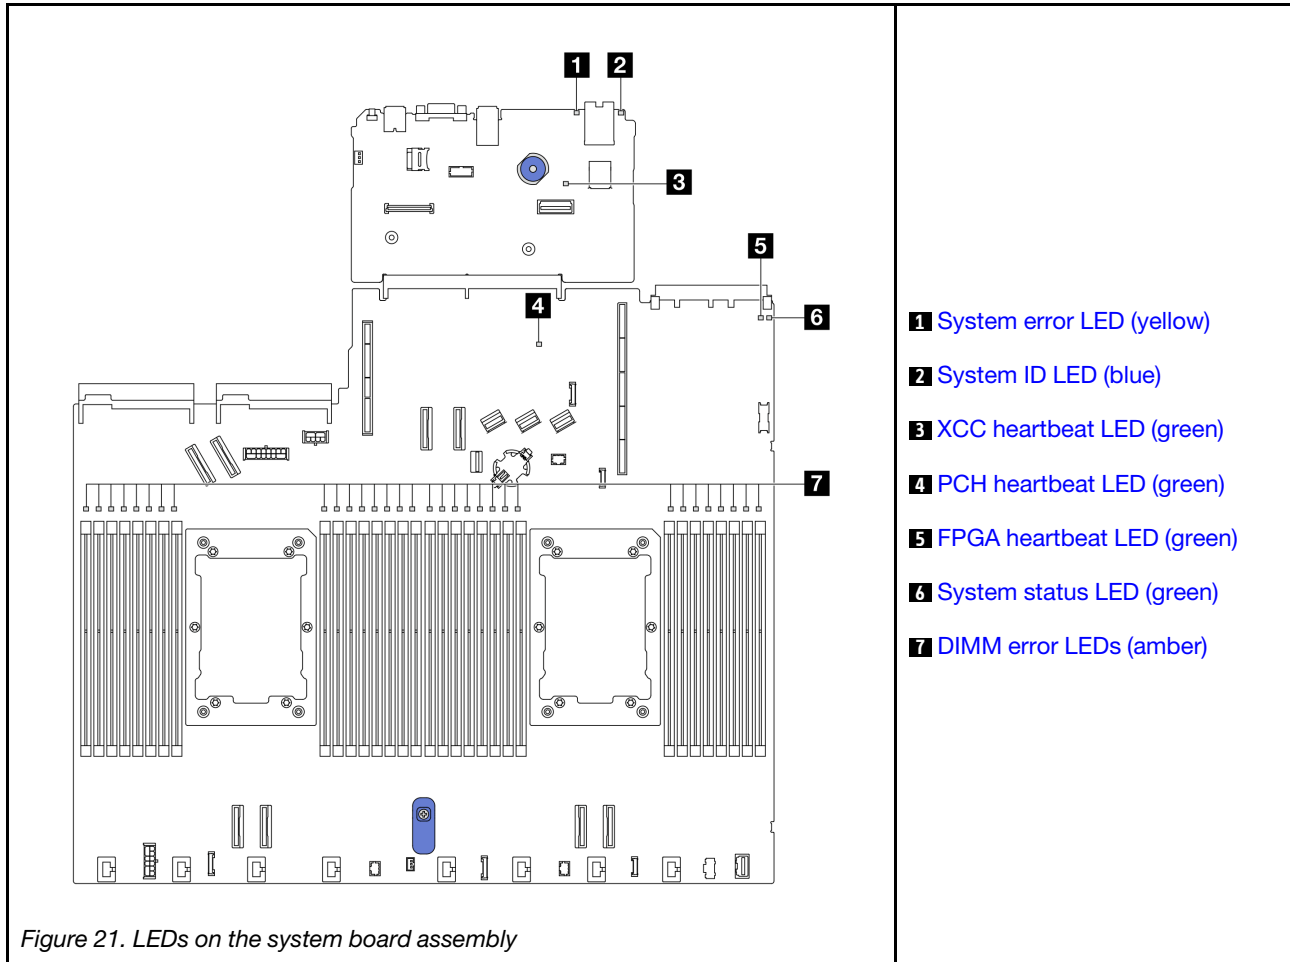 1 2
3
5
4
6
7
Figure 21. LEDs on the system board assembly
1 System error LED (yellow)
2 System ID LED (blue)
3 XCC heartbeat LED (green)
4 PCH heartbeat LED (green)
5 FPGA heartbeat LED (green)
6 System status LED (green)
7 DIMM error LEDs (amber)